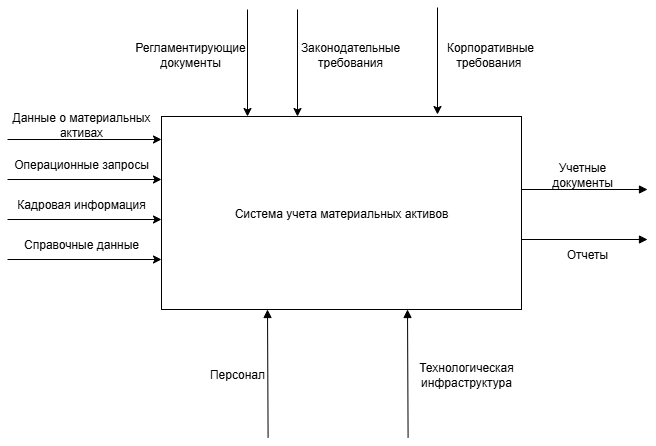 Регламентирующие
документы
Законодательные
требования
Корпоративные
требования
Данные о материальных
активах
Операционные запросы
Кадровая информация
Справочные данные
Система учета материальных активов
Учетные
документы
Отчеты
Персонал
Технологическая
инфраструктура